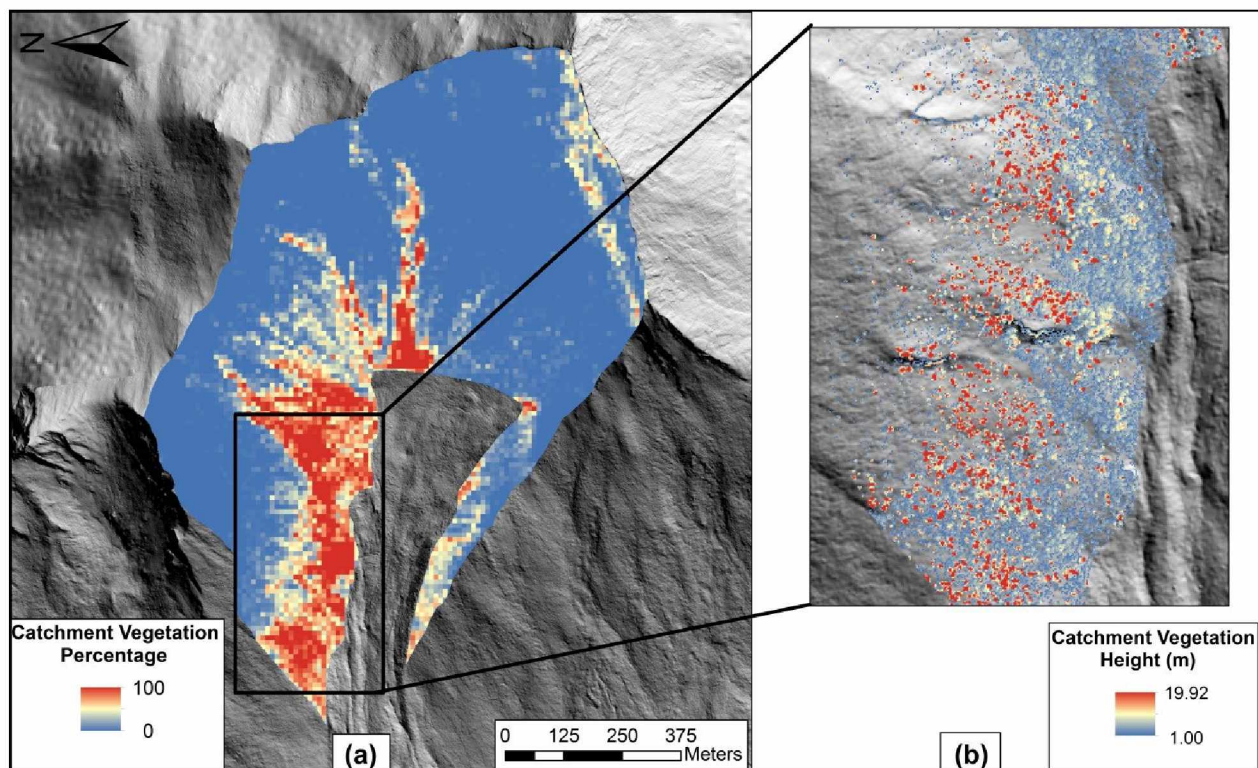 N
Catchment Vegetation
Percentage
100
0
0 125 250 375
Meters
(a)
Catchment Vegetation
Height (m)
19.92
1.00
(b)